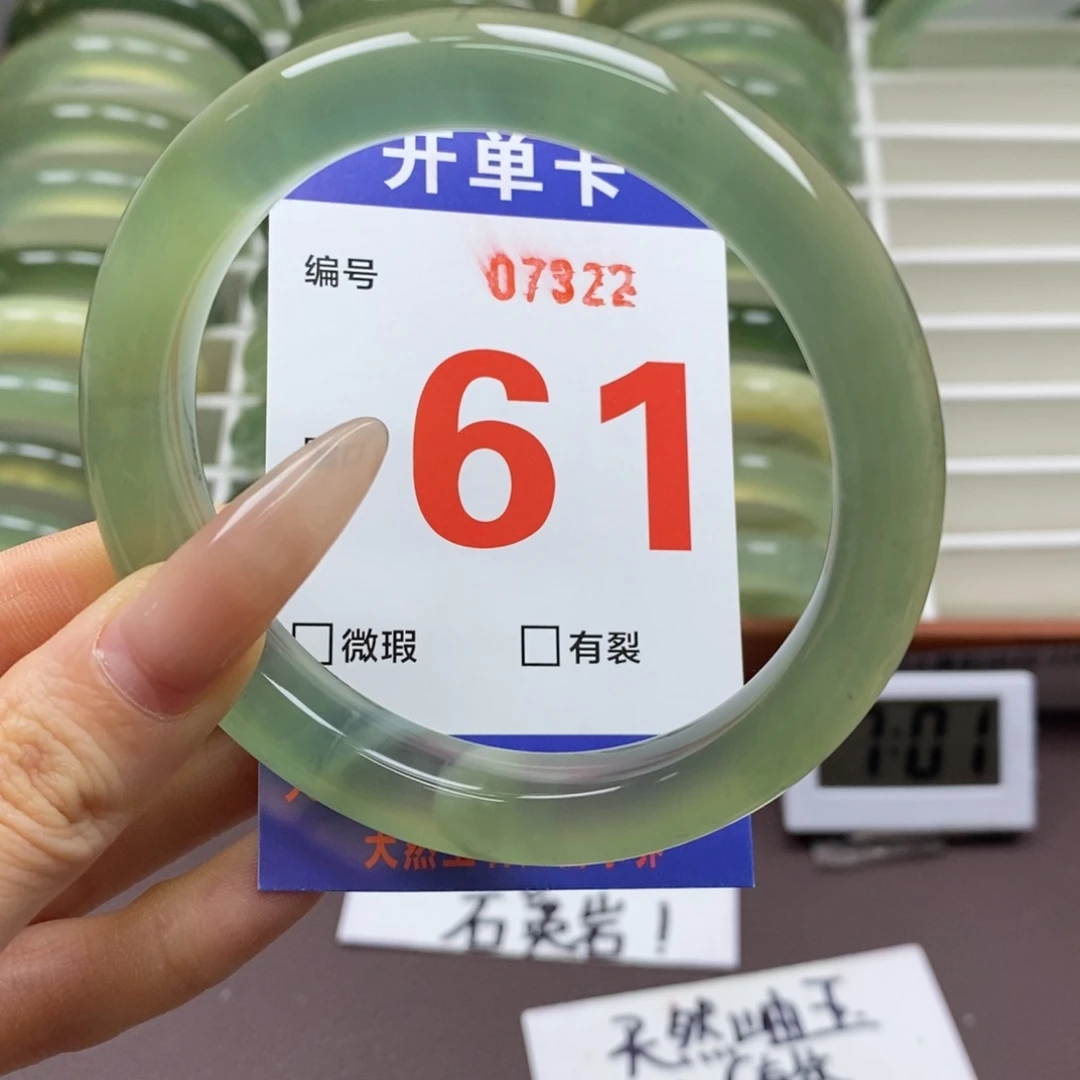 开单卡
编号 07322
61
微瑕 有裂
石英岩！
天然岫玉